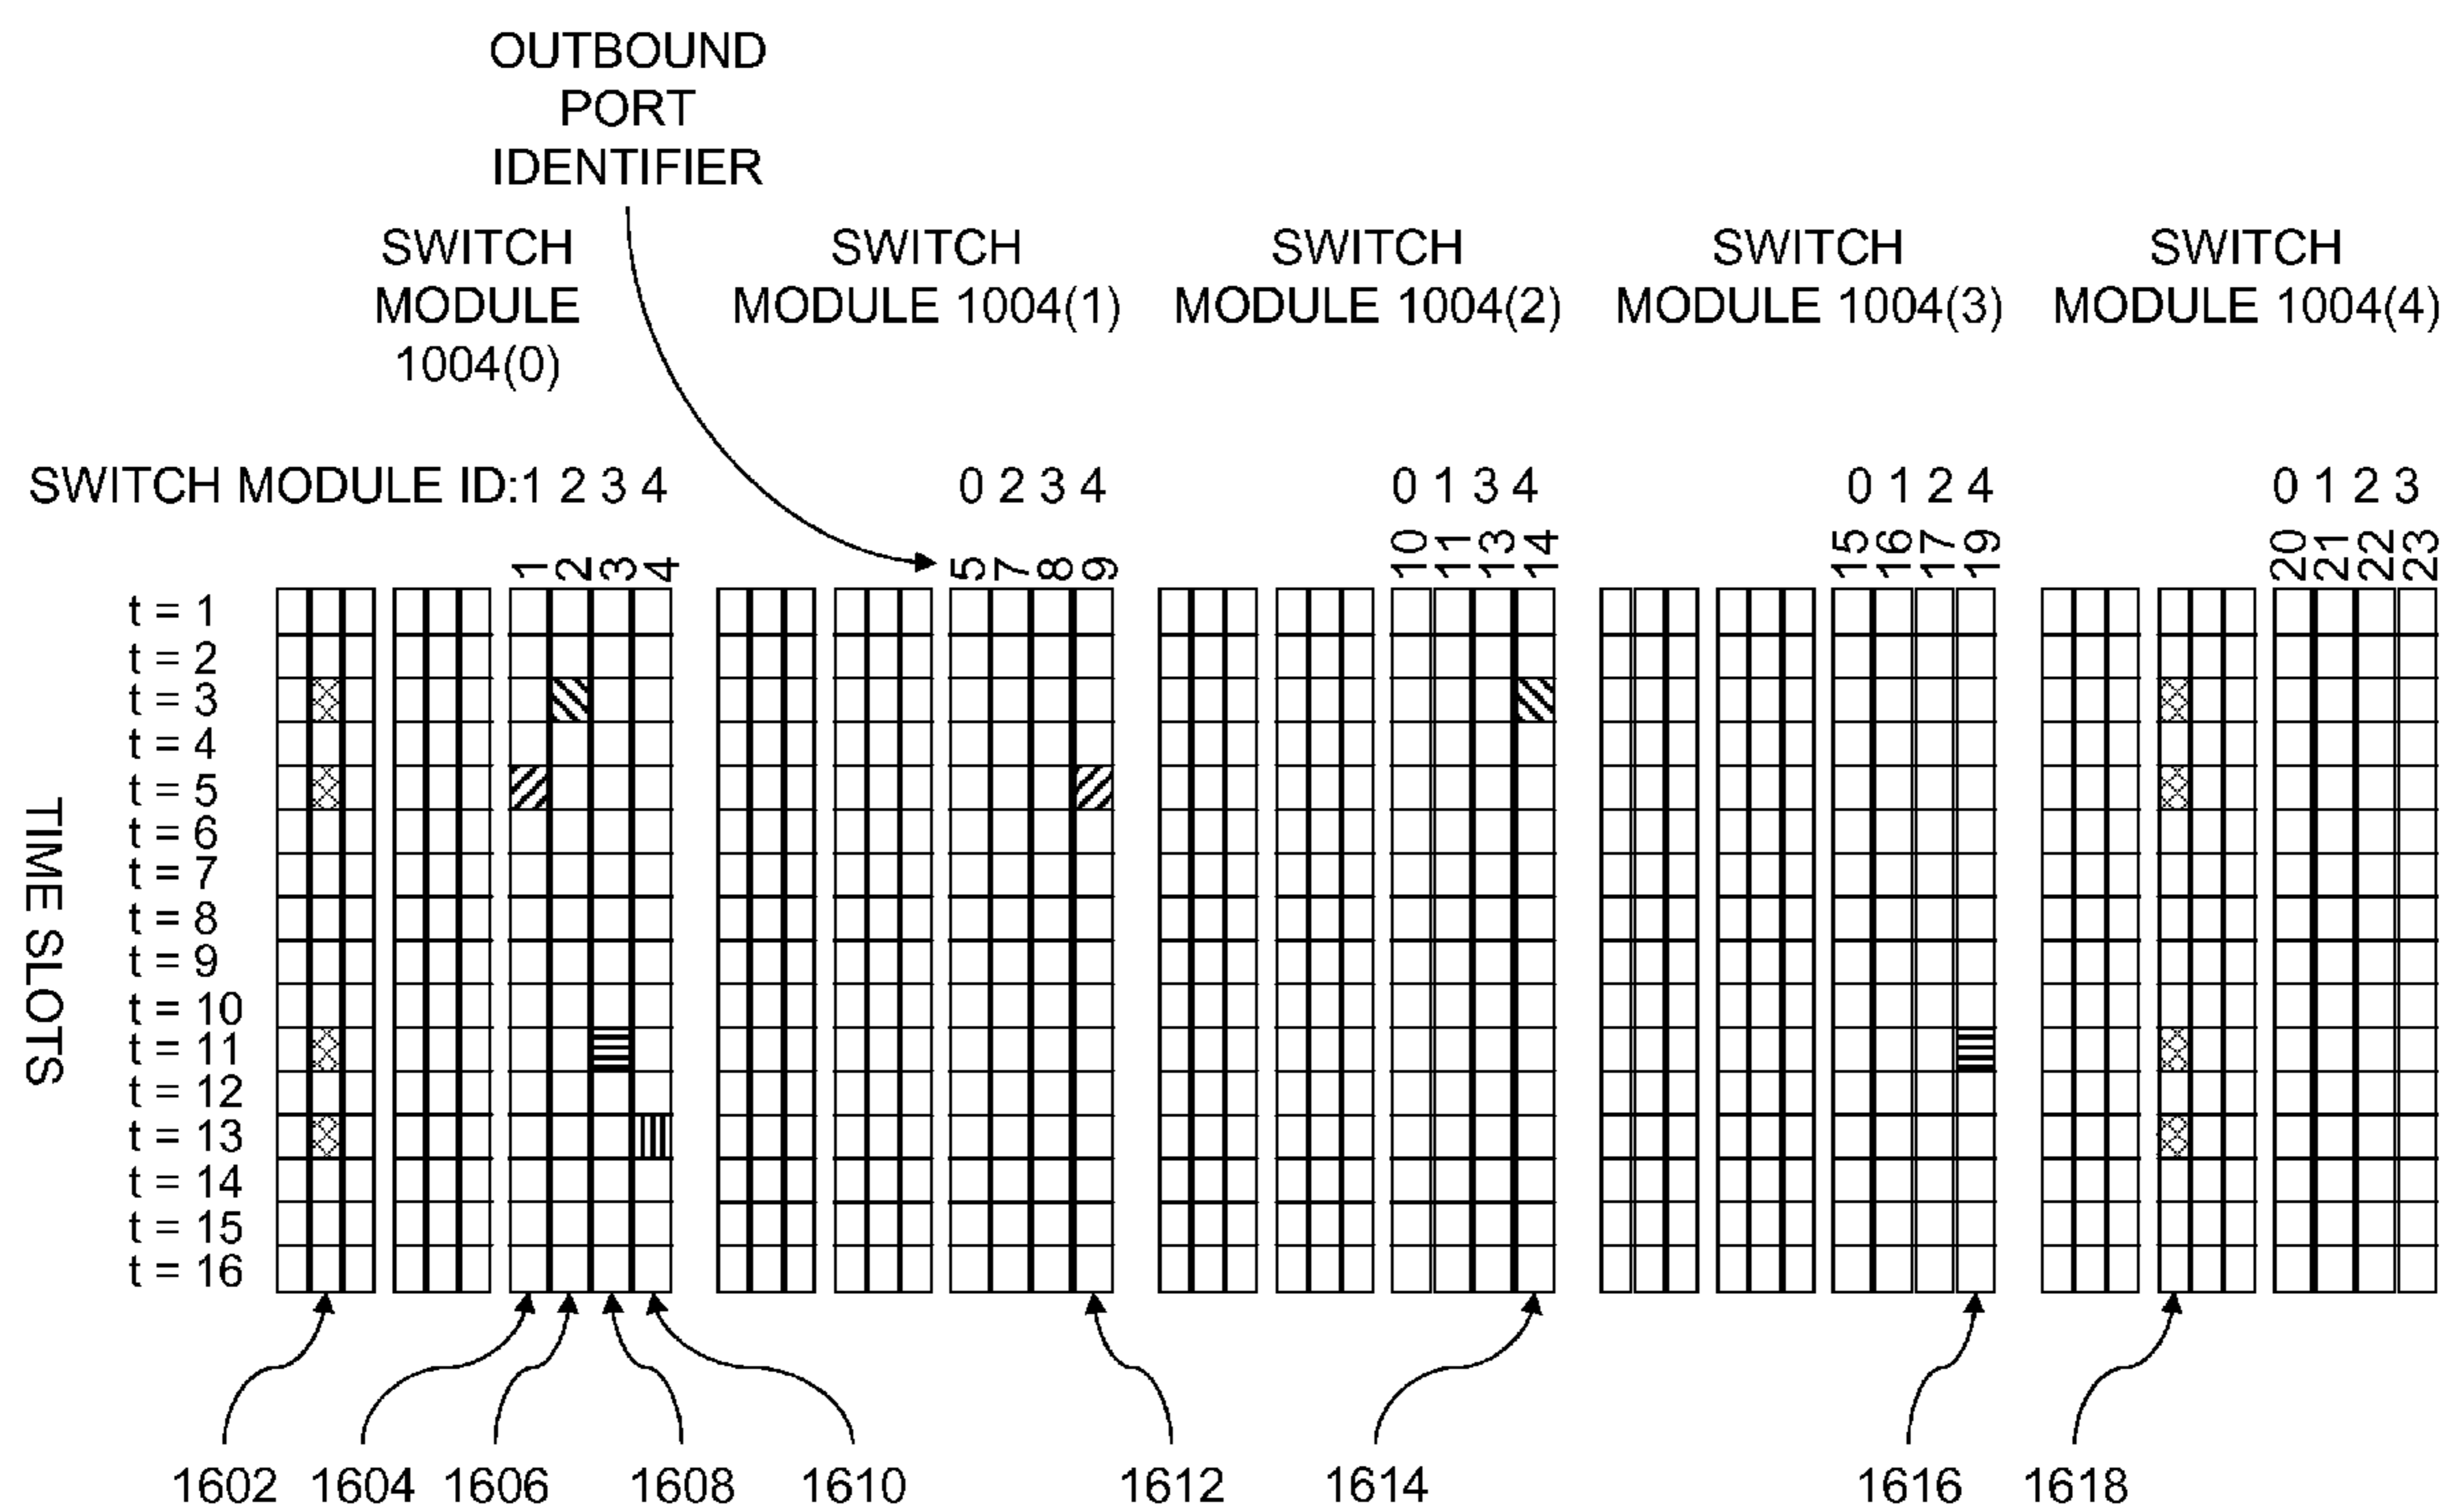 OUTBOUND
PORT
IDENTIFIER
SWITCH
MODULE
1004(0)
SWITCH
MODULE 1004(1)
SWITCH
MODULE 1004(2)
SWITCH
MODULE 1004(3)
SWITCH
MODULE 1004(4)
SWITCH MODULE ID:1 2 3 4
0 2 3 4
0 1 3 4
0 1 2 4
0 1 2 3
1 2 3 4
5 7 8 9
10 11 13 14
15 16 17 19
20 21 22 23
TIME SLOTS
t = 1
t = 2
t = 3
t = 4
t = 5
t = 6
t = 7
t = 8
t = 9
t = 10
t = 11
t = 12
t = 13
t = 14
t = 15
t = 16
1602 1604 1606 1608 1610 1612 1614 1616 1618